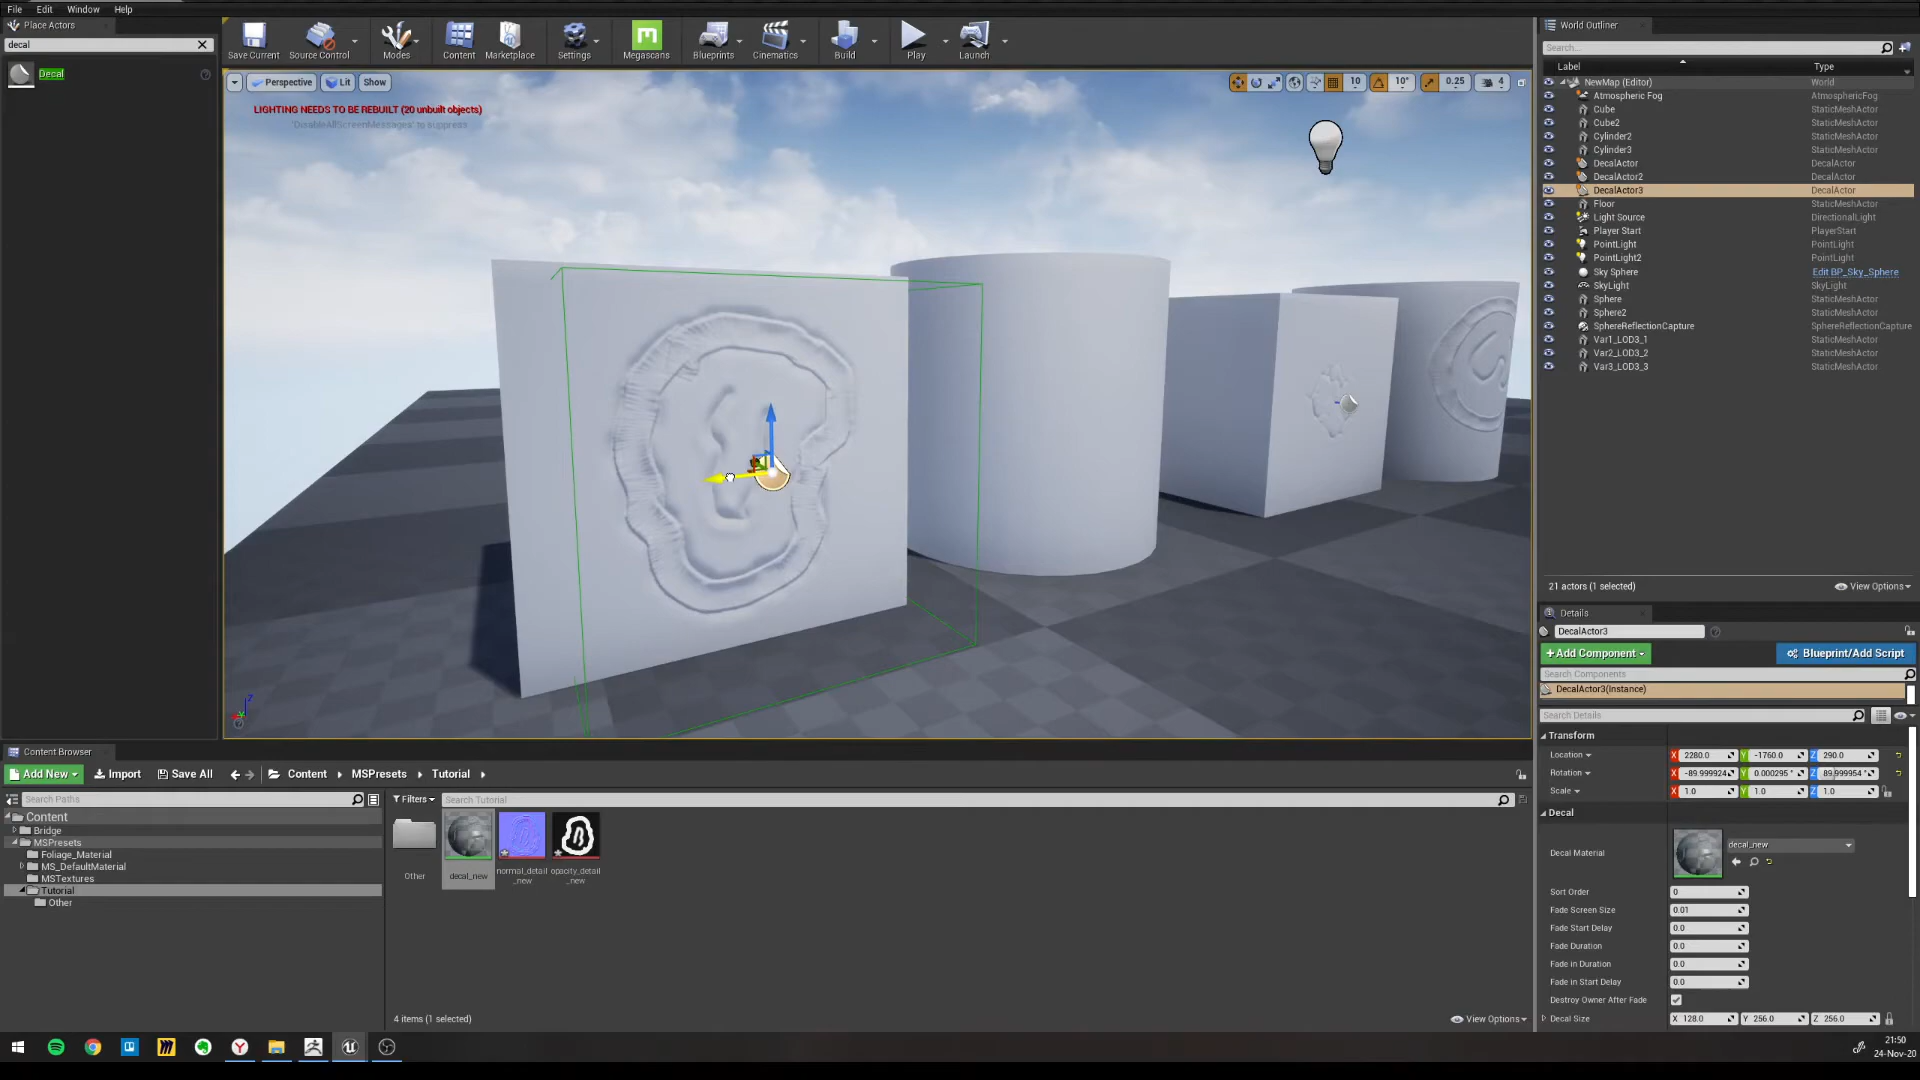 File Edit Window Help
Place Actors
decal
Decal
Save Current
Source Control
Modes
Content
Marketplace
Settings
Megascans
Blueprints
Cinematics
Build
Play
Launch
Perspective
Lit
Show
10
10°
0.25
4
LIGHTING NEEDS TO BE REBUILT (20 unbuilt objects)
'DisableAllScreenMessages' to suppress
World Outliner
Search...
Label Type
NewMap (Editor) World
Atmospheric Fog AtmosphericFog
Cube StaticMeshActor
Cube2 StaticMeshActor
Cylinder2 StaticMeshActor
Cylinder3 StaticMeshActor
DecalActor DecalActor
DecalActor2 DecalActor
DecalActor3 DecalActor
Floor StaticMeshActor
Light Source DirectionalLight
Player Start PlayerStart
PointLight PointLight
PointLight2 PointLight
Sky Sphere Edit BP_Sky_Sphere
SkyLight SkyLight
Sphere StaticMeshActor
Sphere2 StaticMeshActor
SphereReflectionCapture SphereReflectionCapture
Var1_LOD3_1 StaticMeshActor
Var2_LOD3_2 StaticMeshActor
Var3_LOD3_3 StaticMeshActor
21 actors (1 selected) View Options
Details
DecalActor3
+Add Component Blueprint/Add Script
Search Components
DecalActor3(Instance)
Search Details
Transform
Location X 2280.0 Y -1760.0 Z 290.0
Rotation X -89.999924 Y 0.000295 ° Z 89.999954 °
Scale X 1.0 Y 1.0 Z 1.0
Decal
Decal Material decal_new
Sort Order 0
Fade Screen Size 0.01
Fade Start Delay 0.0
Fade Duration 0.0
Fade in Duration 0.0
Fade in Start Delay 0.0
Destroy Owner After Fade
Decal Size X 128.0 Y 256.0 Z 256.0
Content Browser
Add New Import Save All Content MSPresets Tutorial
Search Paths
Filters Search Tutorial
Content
Bridge
MSPresets
Foliage_Material
MS_DefaultMaterial
MSTextures
Tutorial
Other
Other
decal_new
normal_detail
_new
opacity_detail
_new
4 items (1 selected) View Options
21:50
24-Nov-20